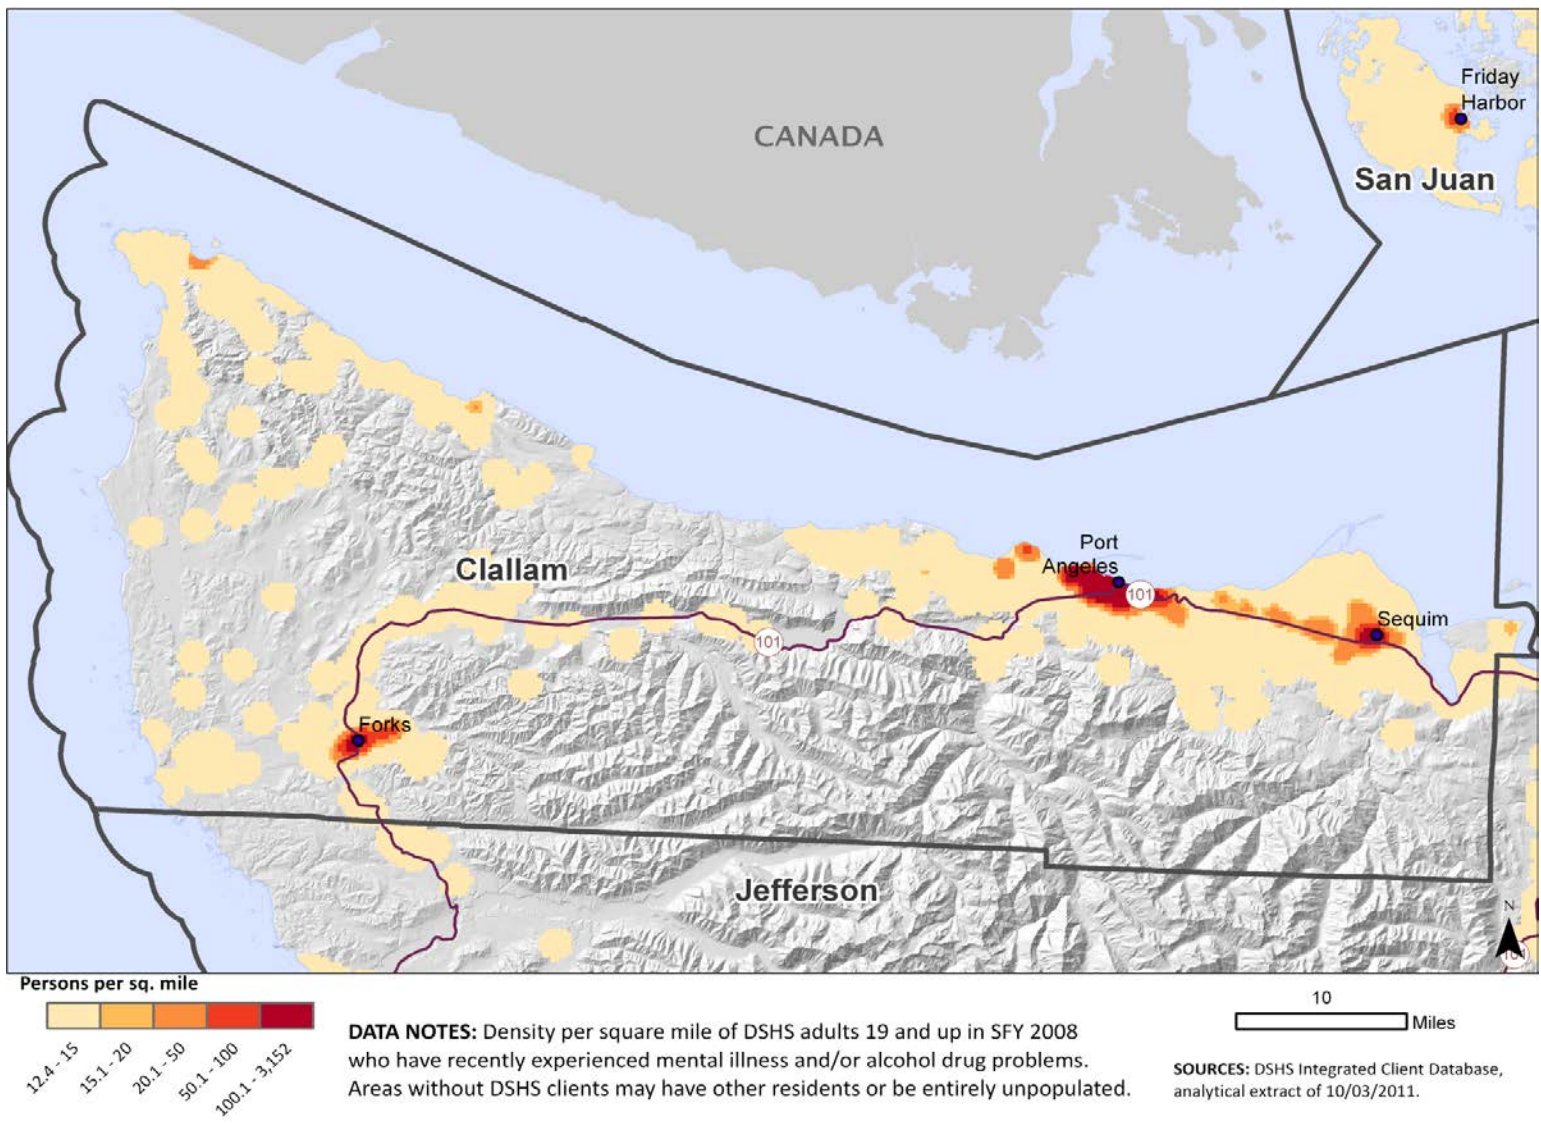 CANADA
Friday
Harbor
San Juan
Port
Angeles
101
Clallam
Sequim
101
Forks
Jefferson
N
101
Persons per sq. mile
12.4 - 15
15.1 - 20
20.1 - 50
50.1 - 100
100.1 - 3,152
DATA NOTES: Density per square mile of DSHS adults 19 and up in SFY 2008
who have recently experienced mental illness and/or alcohol drug problems.
Areas without DSHS clients may have other residents or be entirely unpopulated.
10
Miles
SOURCES: DSHS Integrated Client Database,
analytical extract of 10/03/2011.